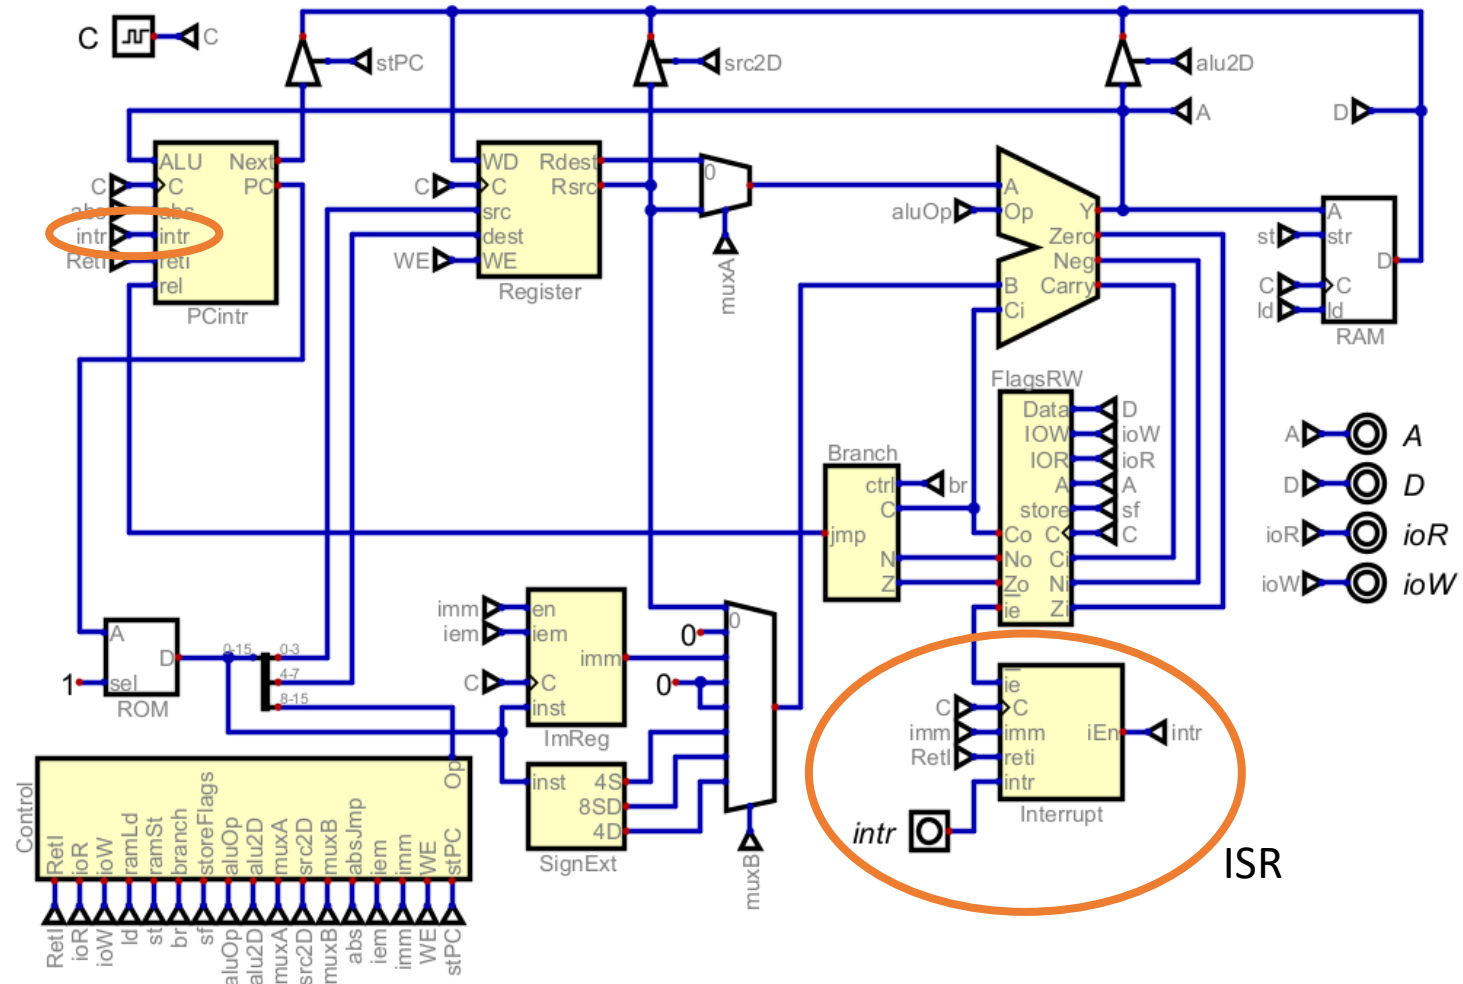 C C
stPC
src2D
alu2D
A
D
ALU Next
C C PC
abs abs
intr intr
RetI reti
rel
PCintr
WD Rdest
C C Rsrc
src
dest
WE WE
Register
0
muxA
A
aluOp Op Y
Zero
Neg
B Carry
Ci
A
st str
D
C C
ld ld
RAM
FlagsRW
Data D
IOW ioW
IOR ioR
A A
store sf
Co C C
No Ci
Zo Ni
ie Zi
Branch
ctrl br
C
jmp
N
Z
A A
D D
ioR ioR
ioW ioW
A
D
1 sel
ROM
0-15 0-3
4-7
8-15
imm en
iem iem
imm
C C
inst
ImReg
inst 4S
8SD
4D
SignExt
0
0
0
muxB
ie
C C
imm imm iEn intr
RetI reti
intr
Interrupt
intr
ISR
Control
Op
RetI ioR ioW ramLd ramSt branch storeFlags aluOp alu2D muxA src2D muxB absJmp iem imm WE stPC
RetI ioR ioW ld st br sf aluOp alu2D muxA src2D muxB abs iem imm WE stPC